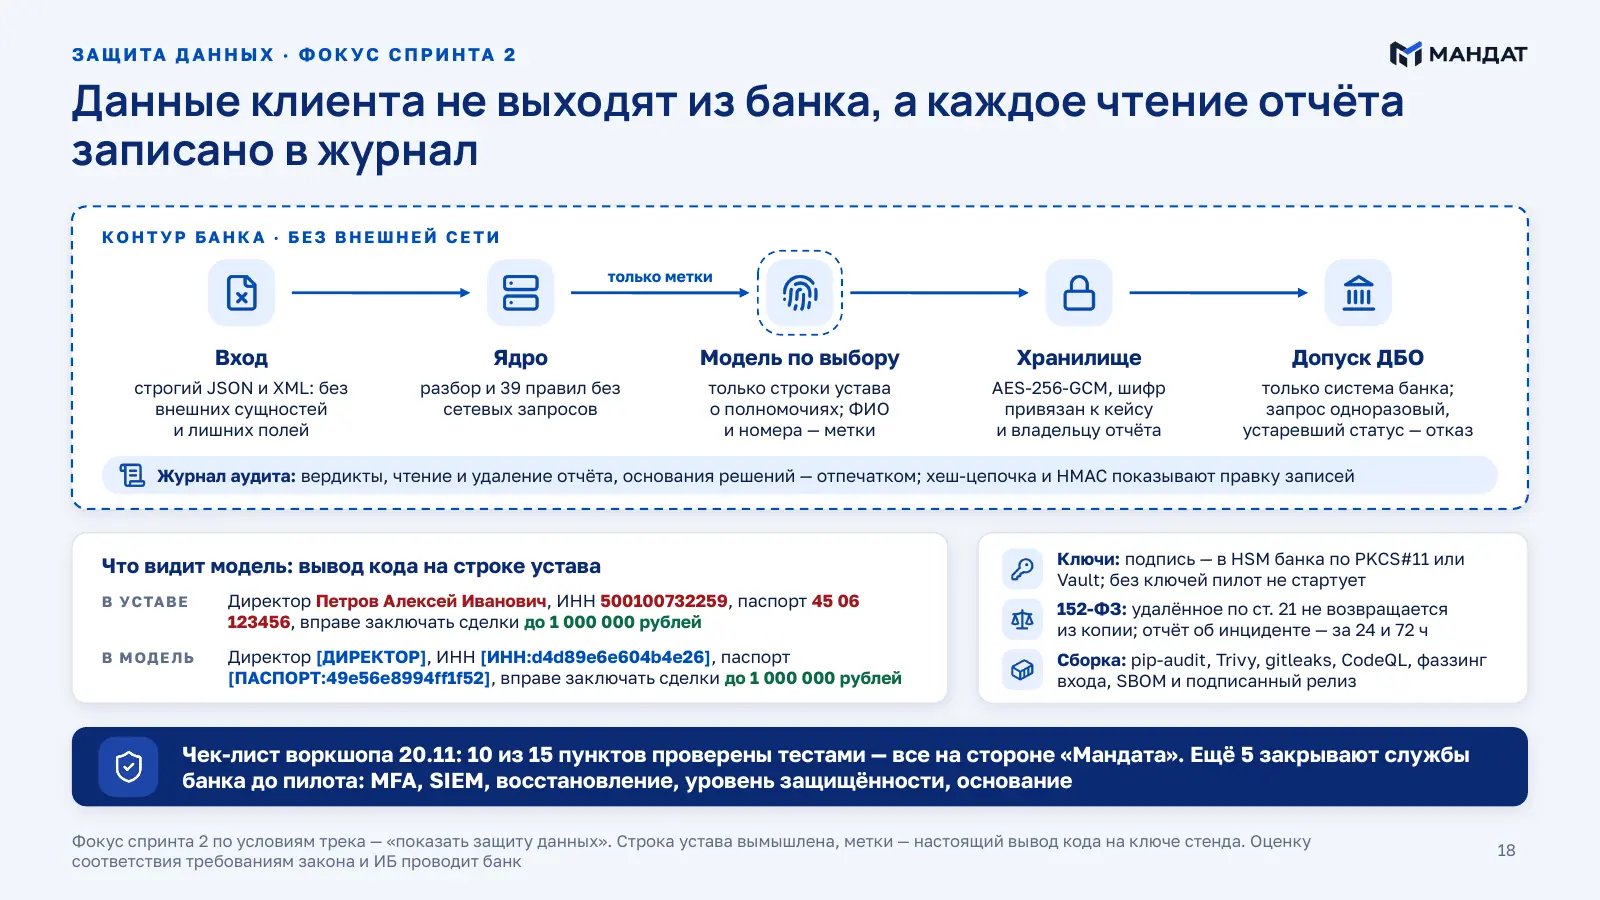 ЗАЩИТА ДАННЫХ · ФОКУС СПРИНТА 2
МАНДАТ
Данные клиента не выходят из банка, а каждое чтение отчёта
записано в журнал
КОНТУР БАНКА · БЕЗ ВНЕШНЕЙ СЕТИ
только метки
Вход
строгий JSON и XML: без
внешних сущностей
и лишних полей
Ядро
разбор и 39 правил без
сетевых запросов
Модель по выбору
только строки устава
о полномочиях; ФИО
и номера — метки
Хранилище
AES-256-GCM, шифр
привязан к кейсу
и владельцу отчёта
Допуск ДБО
только система банка;
запрос одноразовый,
устаревший статус — отказ
Журнал аудита: вердикты, чтение и удаление отчёта, основания решений — отпечатком; хеш-цепочка и HMAC показывают правку записей
Что видит модель: вывод кода на строке устава
В УСТАВЕ
Директор Петров Алексей Иванович, ИНН 500100732259, паспорт 45 06
123456, вправе заключать сделки до 1 000 000 рублей
В МОДЕЛЬ
Директор [ДИРЕКТОР], ИНН [ИНН:d4d89e6e604b4e26], паспорт
[ПАСПОРТ:49e56e8994ff1f52], вправе заключать сделки до 1 000 000 рублей
Ключи: подпись — в HSM банка по PKCS#11 или
Vault; без ключей пилот не стартует
152-ФЗ: удалённое по ст. 21 не возвращается
из копии; отчёт об инциденте — за 24 и 72 ч
Сборка: pip-audit, Trivy, gitleaks, CodeQL, фаззинг
входа, SBOM и подписанный релиз
Чек-лист воркшопа 20.11: 10 из 15 пунктов проверены тестами — все на стороне «Мандата». Ещё 5 закрывают службы
банка до пилота: MFA, SIEM, восстановление, уровень защищённости, основание
Фокус спринта 2 по условиям трека — «показать защиту данных». Строка устава вымышлена, метки — настоящий вывод кода на ключе стенда. Оценку
соответствия требованиям закона и ИБ проводит банк
18